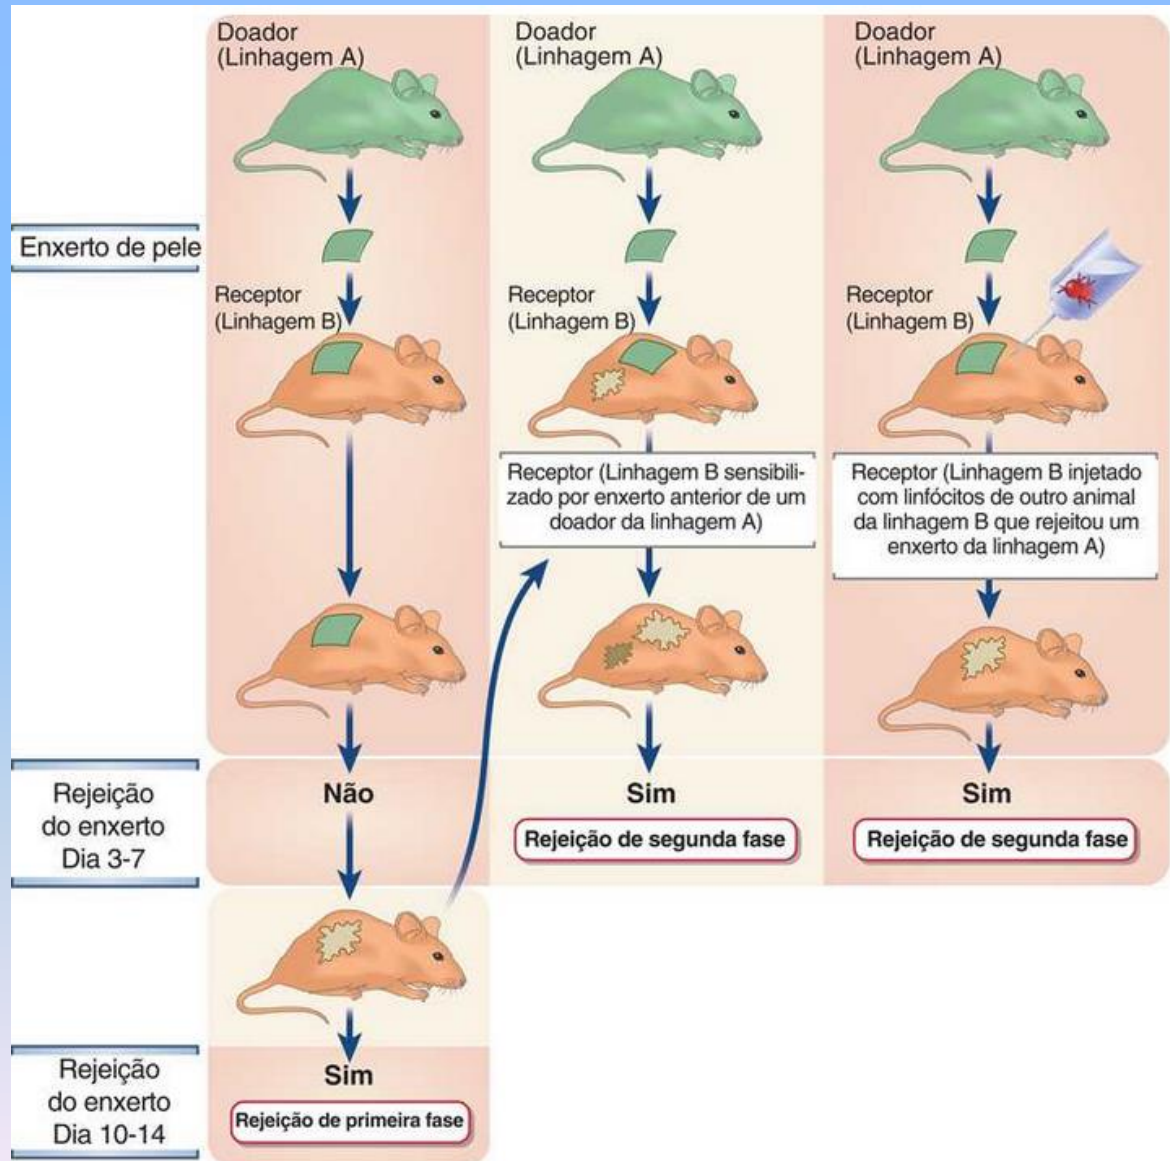 Doador
(Linhagem A)
Doador
(Linhagem A)
Doador
(Linhagem A)
Enxerto de pele
Receptor
(Linhagem B)
Receptor
(Linhagem B)
Receptor
(Linhagem B)
Receptor (Linhagem B sensibili-
zado por enxerto anterior de um
doador da linhagem A)
Receptor (Linhagem B injetado
com linfócitos de outro animal
da linhagem B que rejeitou um
enxerto da linhagem A)
Rejeição
do enxerto
Dia 3-7
Não
Sim
Rejeição de segunda fase
Sim
Rejeição de segunda fase
Rejeição
do enxerto
Dia 10-14
Sim
Rejeição de primeira fase